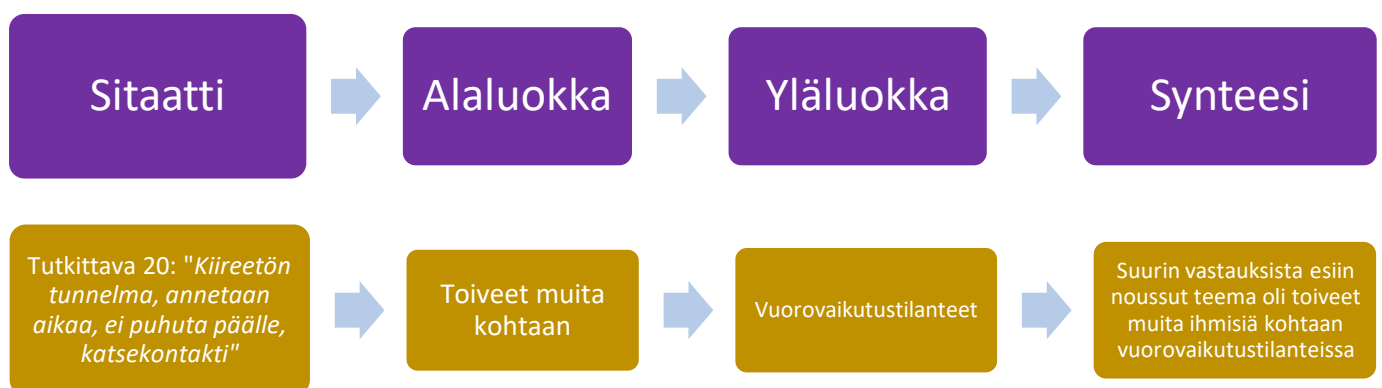 Sitaatti
Alaluokka
Yläluokka
Synteesi
Tutkittava 20: "Kiireetön
tunnelma, annetaan
aikaa, ei puhuta päälle,
katsekontakti"
Toiveet muita
kohtaan
Vuorovaikutustilanteet
Suurin vastauksista esiin
noussut teema oli toiveet
muita ihmisiä kohtaan
vuorovaikutustilanteissa